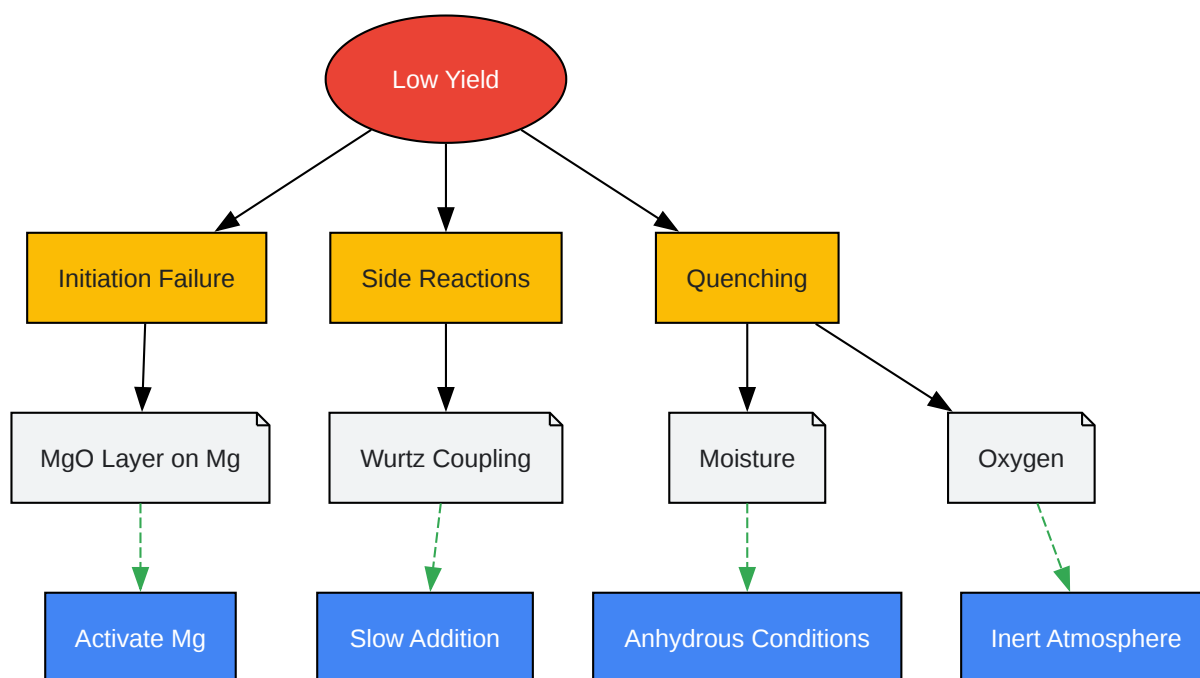 Low Yield
Initiation Failure
Side Reactions
Quenching
MgO Layer on Mg
Wurtz Coupling
Moisture
Oxygen
Activate Mg
Slow Addition
Anhydrous Conditions
Inert Atmosphere